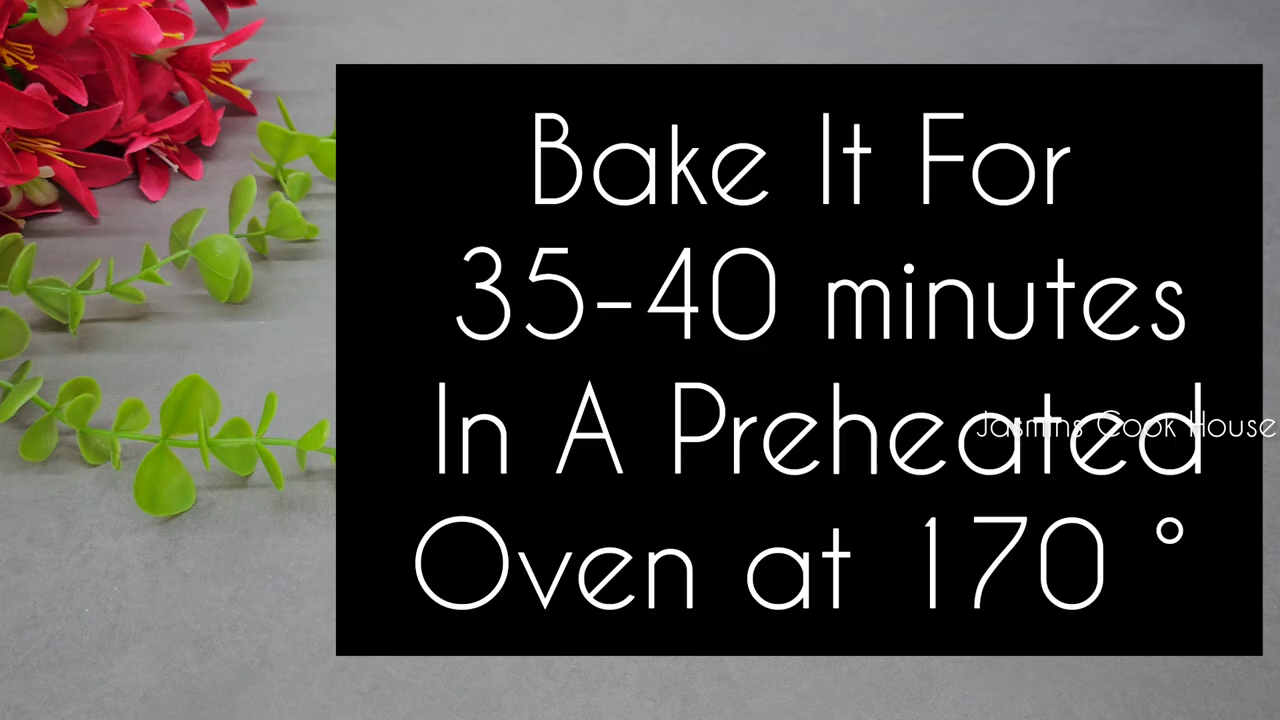 Bake It For
35-40 minutes
In A Preheated
Oven at 170 °
Jasmins Cook House